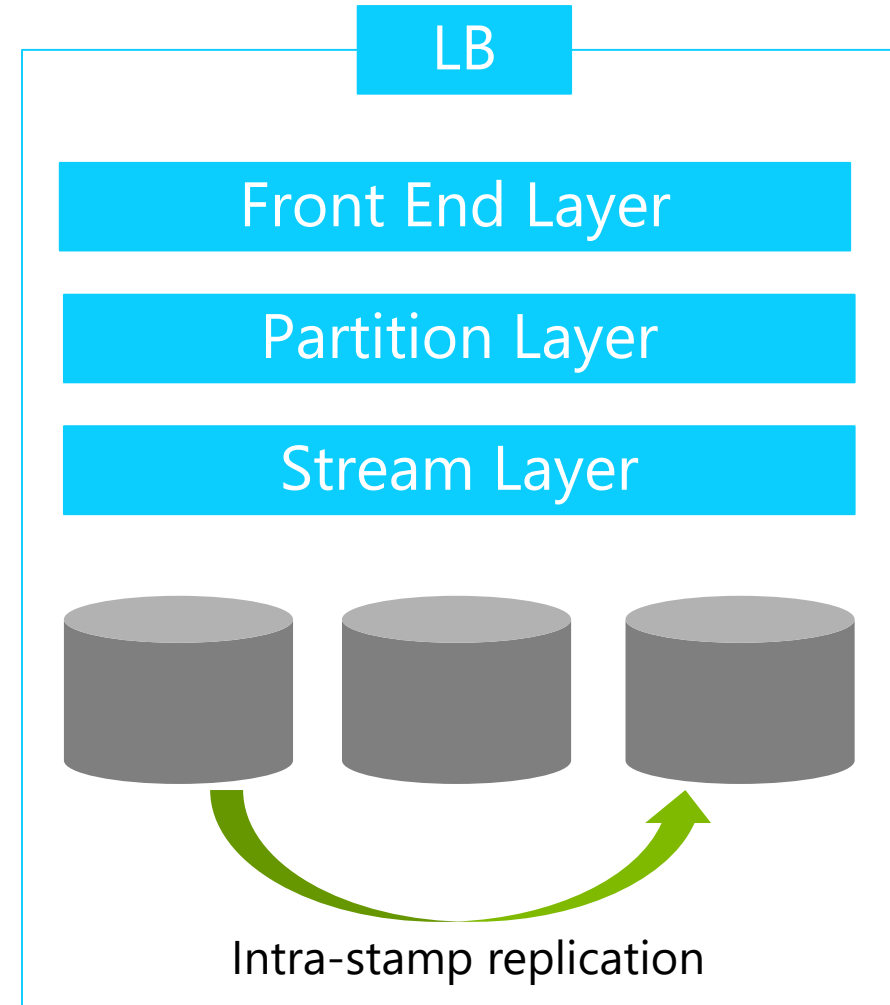 LB
Front End Layer
Partition Layer
Stream Layer
Intra-stamp replication